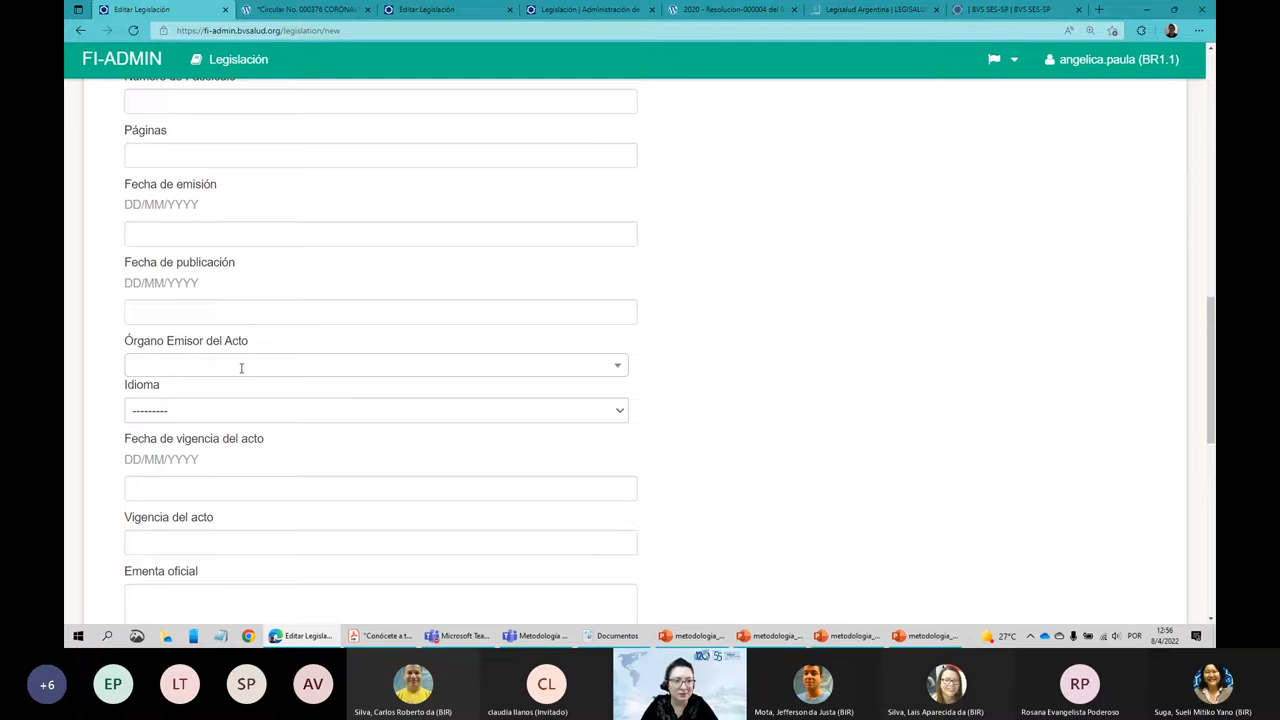 Editar Legislación
*Circular No. 000376 CORONAV
Editar Legislación
Legislação | Administração de
2020 - Resolucion-000004 del
Legisalud Argentina | LEGISALU
| BVS SES-SP | BVS SES-SP
https://fi-admin.bvsalud.org/legislation/new
FI-ADMIN
Legislación
angelica.paula (BR1.1)
Páginas
Fecha de emisión
DD/MM/YYYY
Fecha de publicación
DD/MM/YYYY
Órgano Emisor del Acto
Idioma
---------
Fecha de vigencia del acto
DD/MM/YYYY
Vigencia del acto
Ementa oficial
Editar Legisla...
"Conócete a t...
Microsoft Tea...
Metodología ...
Documentos
metodologia_...
metodologia_...
metodologia_...
metodologia_...
27°C
POR
12:56
8/4/2022
+6
EP
LT
SP
AV
CL
RP
Silva, Carlos Roberto da (BIR)
claudia llanos (Invitado)
Mota, Jefferson da Justa (BIR)
Silva, Lais Aparecida da (BIR)
Rosana Evangelista Poderoso
Suga, Sueli Mitiko Yano (BIR)